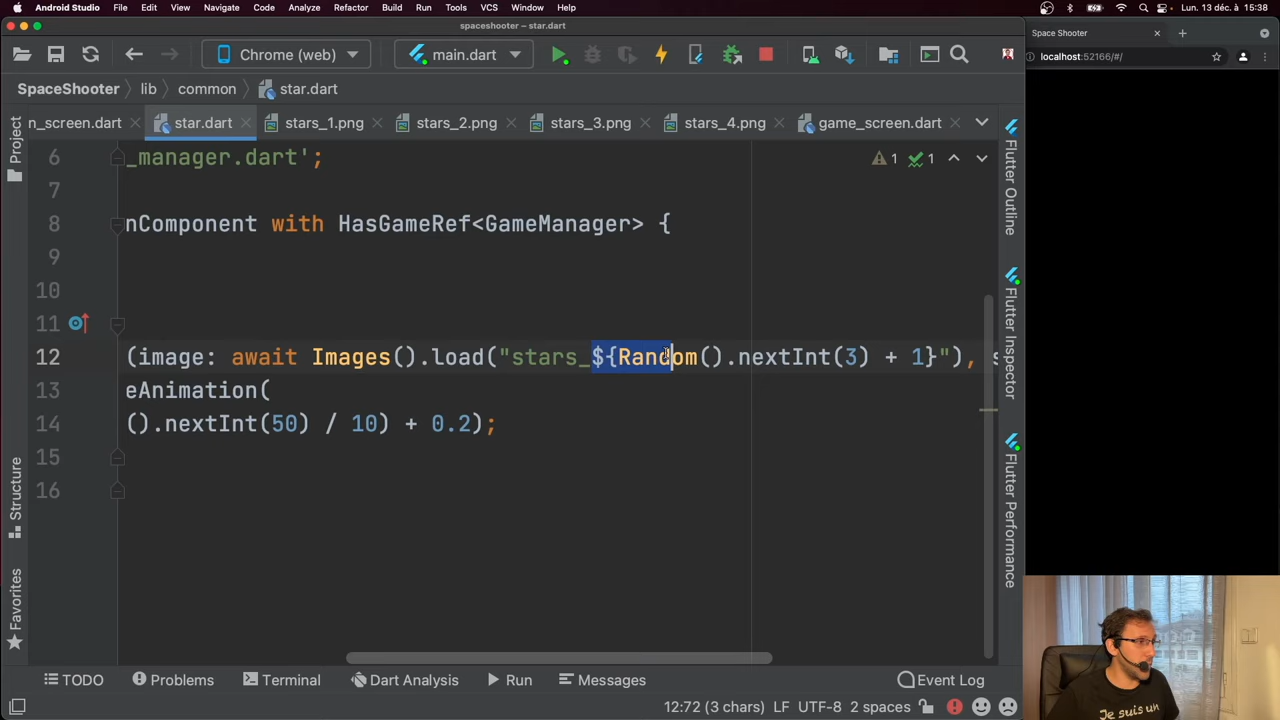 Android Studio File Edit View Navigate Code Analyze Refactor Build Run Tools VCS Window Help Lun. 13 déc. à 15:38
spaceshooter – star.dart
Space Shooter
Chrome (web) main.dart
localhost:52166/#/
SpaceShooter lib common star.dart
n_screen.dart star.dart stars_1.png stars_2.png stars_3.png stars_4.png game_screen.dart
6 _manager.dart'; 1 1
7
8 nComponent with HasGameRef<GameManager> {
9
10
11
12 (image: await Images().load("stars_${Random().nextInt(3) + 1}"), s
13 eAnimation(
14 ().nextInt(50) / 10) + 0.2);
15
16
Project
Structure
Favorites
Flutter Outline
Flutter Inspector
Flutter Performance
TODO Problems Terminal Dart Analysis Run Messages Event Log
12:72 (3 chars) LF UTF-8 2 spaces
Je suis un